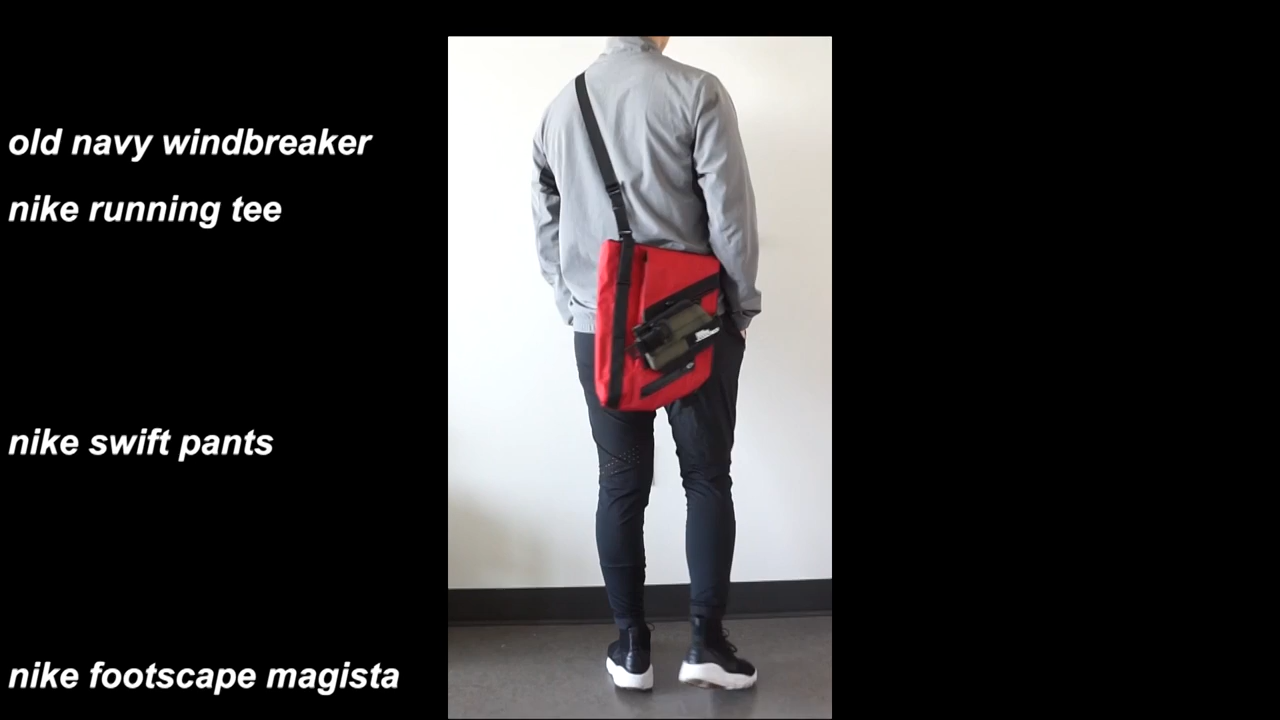 old navy windbreaker
nike running tee
nike swift pants
nike footscape magista